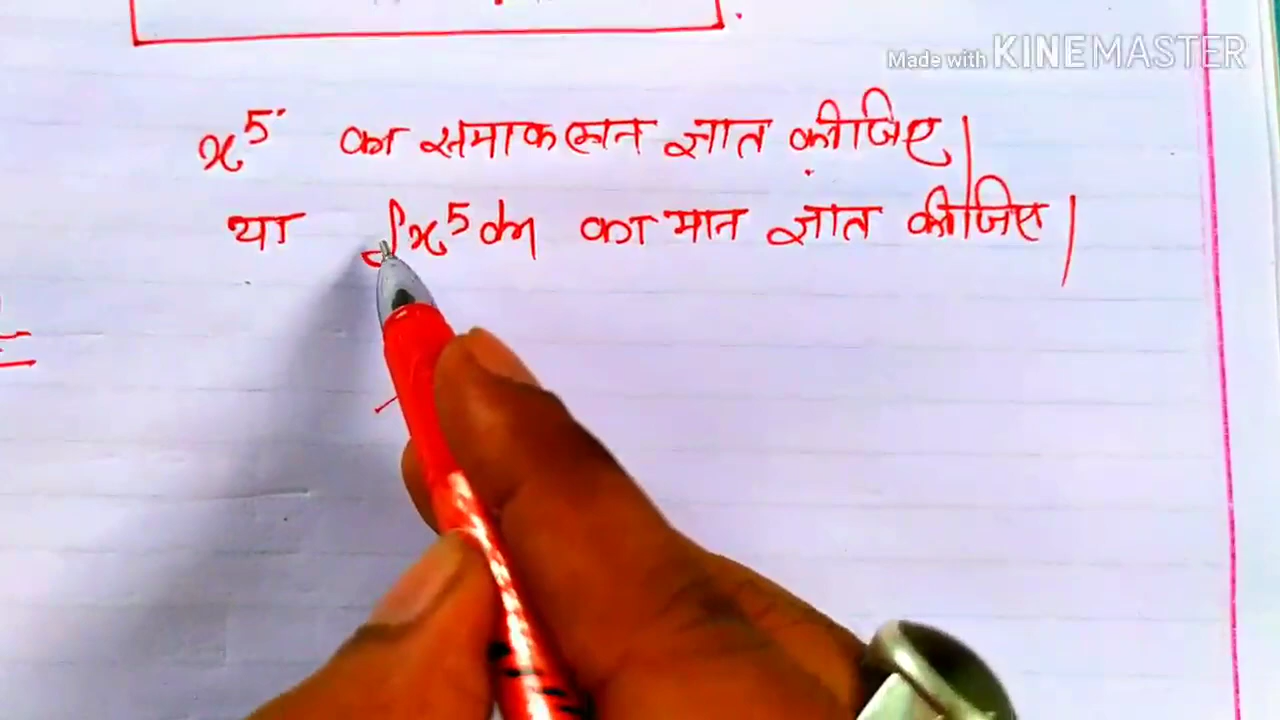 Made with KINEMASTER
x⁵ का समाकलन ज्ञात कीजिए।
या ∫x⁵dx का मान ज्ञात कीजिए।